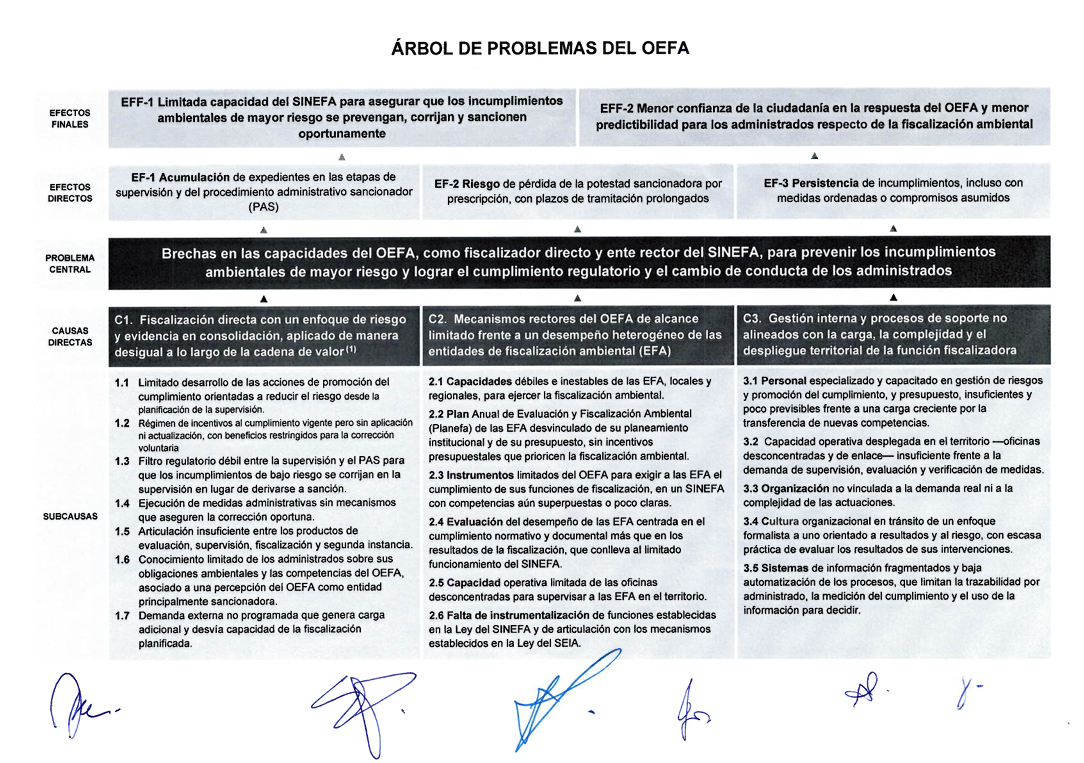 ÁRBOL DE PROBLEMAS DEL OEFA
EFECTOS
FINALES
EFF-1 Limitada capacidad del SINEFA para asegurar que los incumplimientos
ambientales de mayor riesgo se prevengan, corrijan y sancionen
oportunamente
EFF-2 Menor confianza de la ciudadanía en la respuesta del OEFA y menor
predictibilidad para los administrados respecto de la fiscalización ambiental
EFECTOS
DIRECTOS
EF-1 Acumulación de expedientes en las etapas de
supervisión y del procedimiento administrativo sancionador
(PAS)
EF-2 Riesgo de pérdida de la potestad sancionadora por
prescripción, con plazos de tramitación prolongados
EF-3 Persistencia de incumplimientos, incluso con
medidas ordenadas o compromisos asumidos
PROBLEMA
CENTRAL
Brechas en las capacidades del OEFA, como fiscalizador directo y ente rector del SINEFA, para prevenir los incumplimientos
ambientales de mayor riesgo y lograr el cumplimiento regulatorio y el cambio de conducta de los administrados
CAUSAS
DIRECTAS
C1. Fiscalización directa con un enfoque de riesgo
y evidencia en consolidación, aplicado de manera
desigual a lo largo de la cadena de valor(1)
C2. Mecanismos rectores del OEFA de alcance
limitado frente a un desempeño heterogéneo de las
entidades de fiscalización ambiental (EFA)
C3. Gestión interna y procesos de soporte no
alineados con la carga, la complejidad y el
despliegue territorial de la función fiscalizadora
SUBCAUSAS
1.1 Limitado desarrollo de las acciones de promoción del
cumplimiento orientadas a reducir el riesgo desde la
planificación de la supervisión.
1.2 Régimen de incentivos al cumplimiento vigente pero sin aplicación
ni actualización, con beneficios restringidos para la corrección
voluntaria
1.3 Filtro regulatorio débil entre la supervisión y el PAS para
que los incumplimientos de bajo riesgo se corrijan en la
supervisión en lugar de derivarse a sanción.
1.4 Ejecución de medidas administrativas sin mecanismos
que aseguren la corrección oportuna.
1.5 Articulación insuficiente entre los productos de
evaluación, supervisión, fiscalización y segunda instancia.
1.6 Conocimiento limitado de los administrados sobre sus
obligaciones ambientales y las competencias del OEFA,
asociado a una percepción del OEFA como entidad
principalmente sancionadora.
1.7 Demanda externa no programada que genera carga
adicional y desvía capacidad de la fiscalización
planificada.
2.1 Capacidades débiles e inestables de las EFA, locales y
regionales, para ejercer la fiscalización ambiental.
2.2 Plan Anual de Evaluación y Fiscalización Ambiental
(Planefa) de las EFA desvinculado de su planeamiento
institucional y de su presupuesto, sin incentivos
presupuestales que prioricen la fiscalización ambiental.
2.3 Instrumentos limitados del OEFA para exigir a las EFA el
cumplimiento de sus funciones de fiscalización, en un SINEFA
con competencias aún superpuestas o poco claras.
2.4 Evaluación del desempeño de las EFA centrada en el
cumplimiento normativo y documental más que en los
resultados de la fiscalización, que conlleva al limitado
funcionamiento del SINEFA.
2.5 Capacidad operativa limitada de las oficinas
desconcentradas para supervisar a las EFA en el territorio.
2.6 Falta de instrumentalización de funciones establecidas
en la Ley del SINEFA y de articulación con los mecanismos
establecidos en la Ley del SEIA.
3.1 Personal especializado y capacitado en gestión de riesgos
y promoción del cumplimiento, y presupuesto, insuficientes y
poco previsibles frente a una carga creciente por la
transferencia de nuevas competencias.
3.2 Capacidad operativa desplegada en el territorio —oficinas
desconcentradas y de enlace— insuficiente frente a la
demanda de supervisión, evaluación y verificación de medidas.
3.3 Organización no vinculada a la demanda real ni a la
complejidad de las actuaciones.
3.4 Cultura organizacional en tránsito de un enfoque
formalista a uno orientado a resultados y al riesgo, con escasa
práctica de evaluar los resultados de sus intervenciones.
3.5 Sistemas de información fragmentados y baja
automatización de los procesos, que limitan la trazabilidad por
administrado, la medición del cumplimiento y el uso de la
información para decidir.